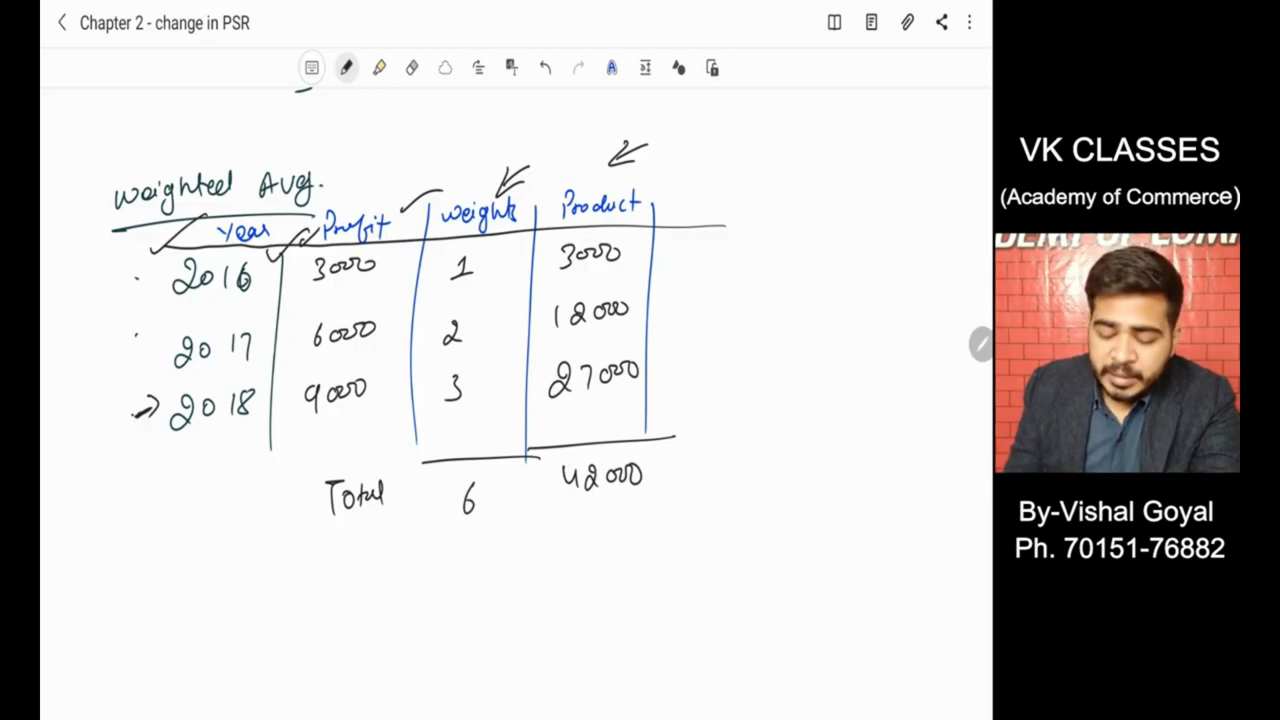 Chapter 2 - change in PSR
Weighted Avg.
Year Profit Weights Product
2016 3000 1 3000
2017 6000 2 12000
2018 9000 3 27000
Total 6 42000
VK CLASSES
(Academy of Commerce)
By-Vishal Goyal
Ph. 70151-76882